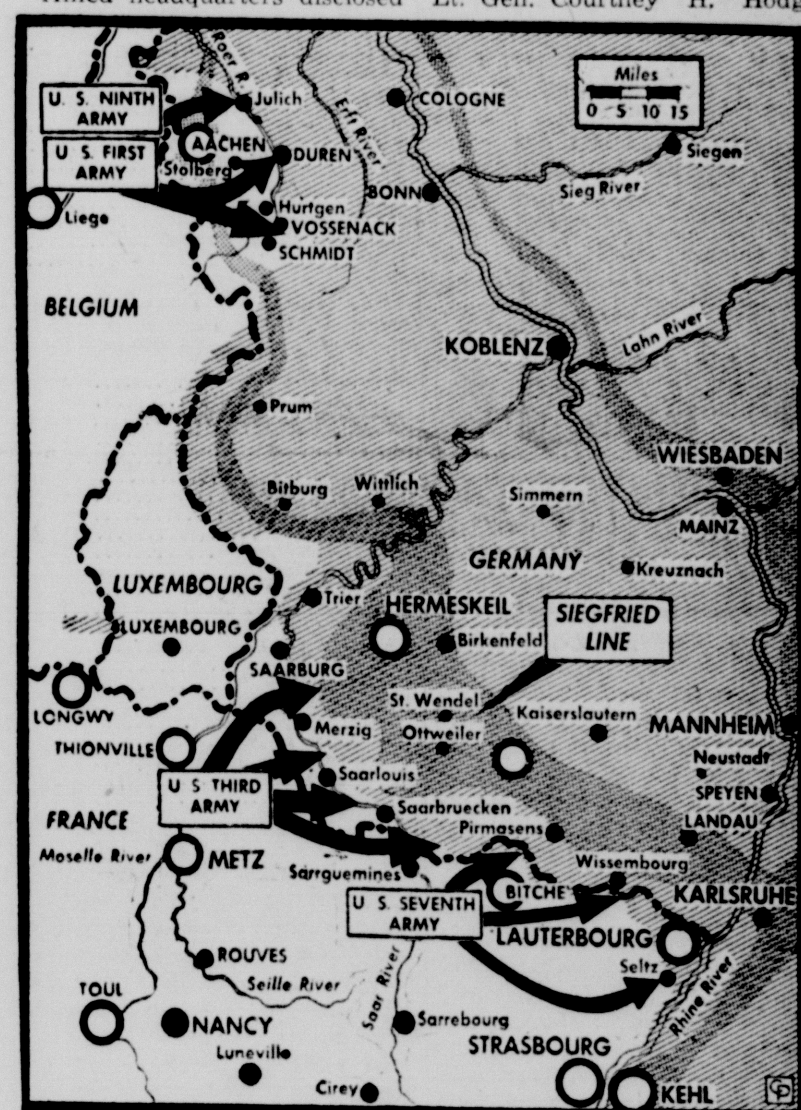 Allied headquarters disclosed Lt. Gen. Courtney H. Hodg
Roer R.
Miles
0 5 10 15
U. S. NINTH
ARMY
Julich
Erft River
COLOGNE
AACHEN
U. S. FIRST
ARMY
Stolberg
DUREN
Siegen
BONN
Sieg River
Liege
Hurtgen
VOSSENACK
SCHMIDT
BELGIUM
KOBLENZ
Lahn River
Prum
WIESBADEN
Bitburg
Wittlich
Simmern
MAINZ
GERMANY
Kreuznach
LUXEMBOURG
Trier
HERMESKEIL
SIEGFRIED
LINE
LUXEMBOURG
Birkenfeld
SAARBURG
LONGWY
St. Wendel
Kaiserslautern
Merzig
MANNHEIM
THIONVILLE
Ottweiler
Neustadt
Saarlouis
U S THIRD
ARMY
SPEYEN
Saarbruecken
FRANCE
Pirmasens
LANDAU
Moselle River
METZ
Sarrguemines
Wissembourg
BITCHE
KARLSRUHE
U. S. SEVENTH
ARMY
LAUTERBOURG
ROUVES
Seltz
Seille River
Saar River
Rhine River
TOUL
NANCY
Sarrebourg
Luneville
STRASBOURG
Cirey
KEHL
CP